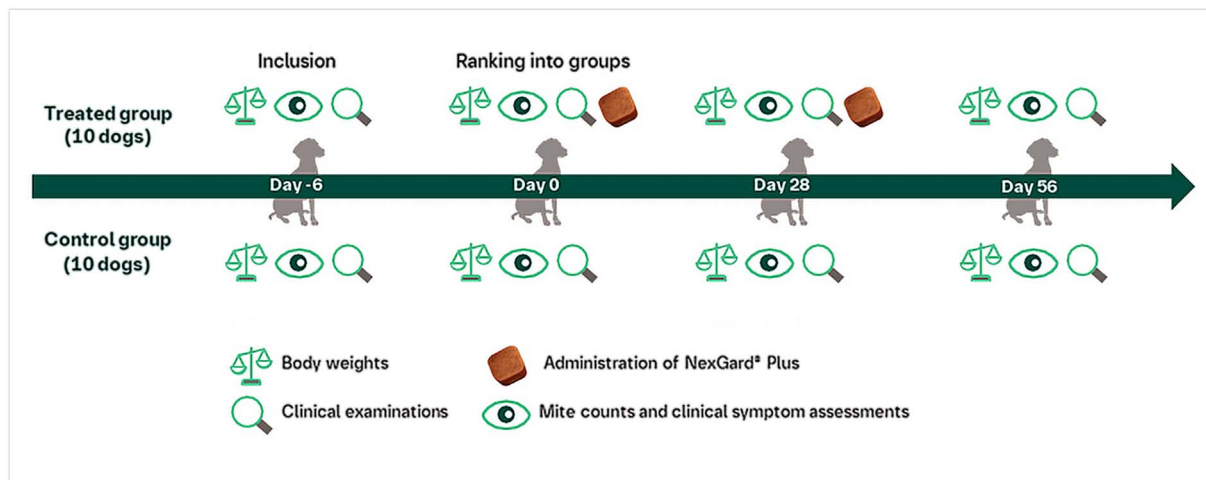 Inclusion
Ranking into groups
Treated group
(10 dogs)
Day -6
Day 0
Day 28
Day 56
Control group
(10 dogs)
Body weights
Administration of NexGard® Plus
Clinical examinations
Mite counts and clinical symptom assessments